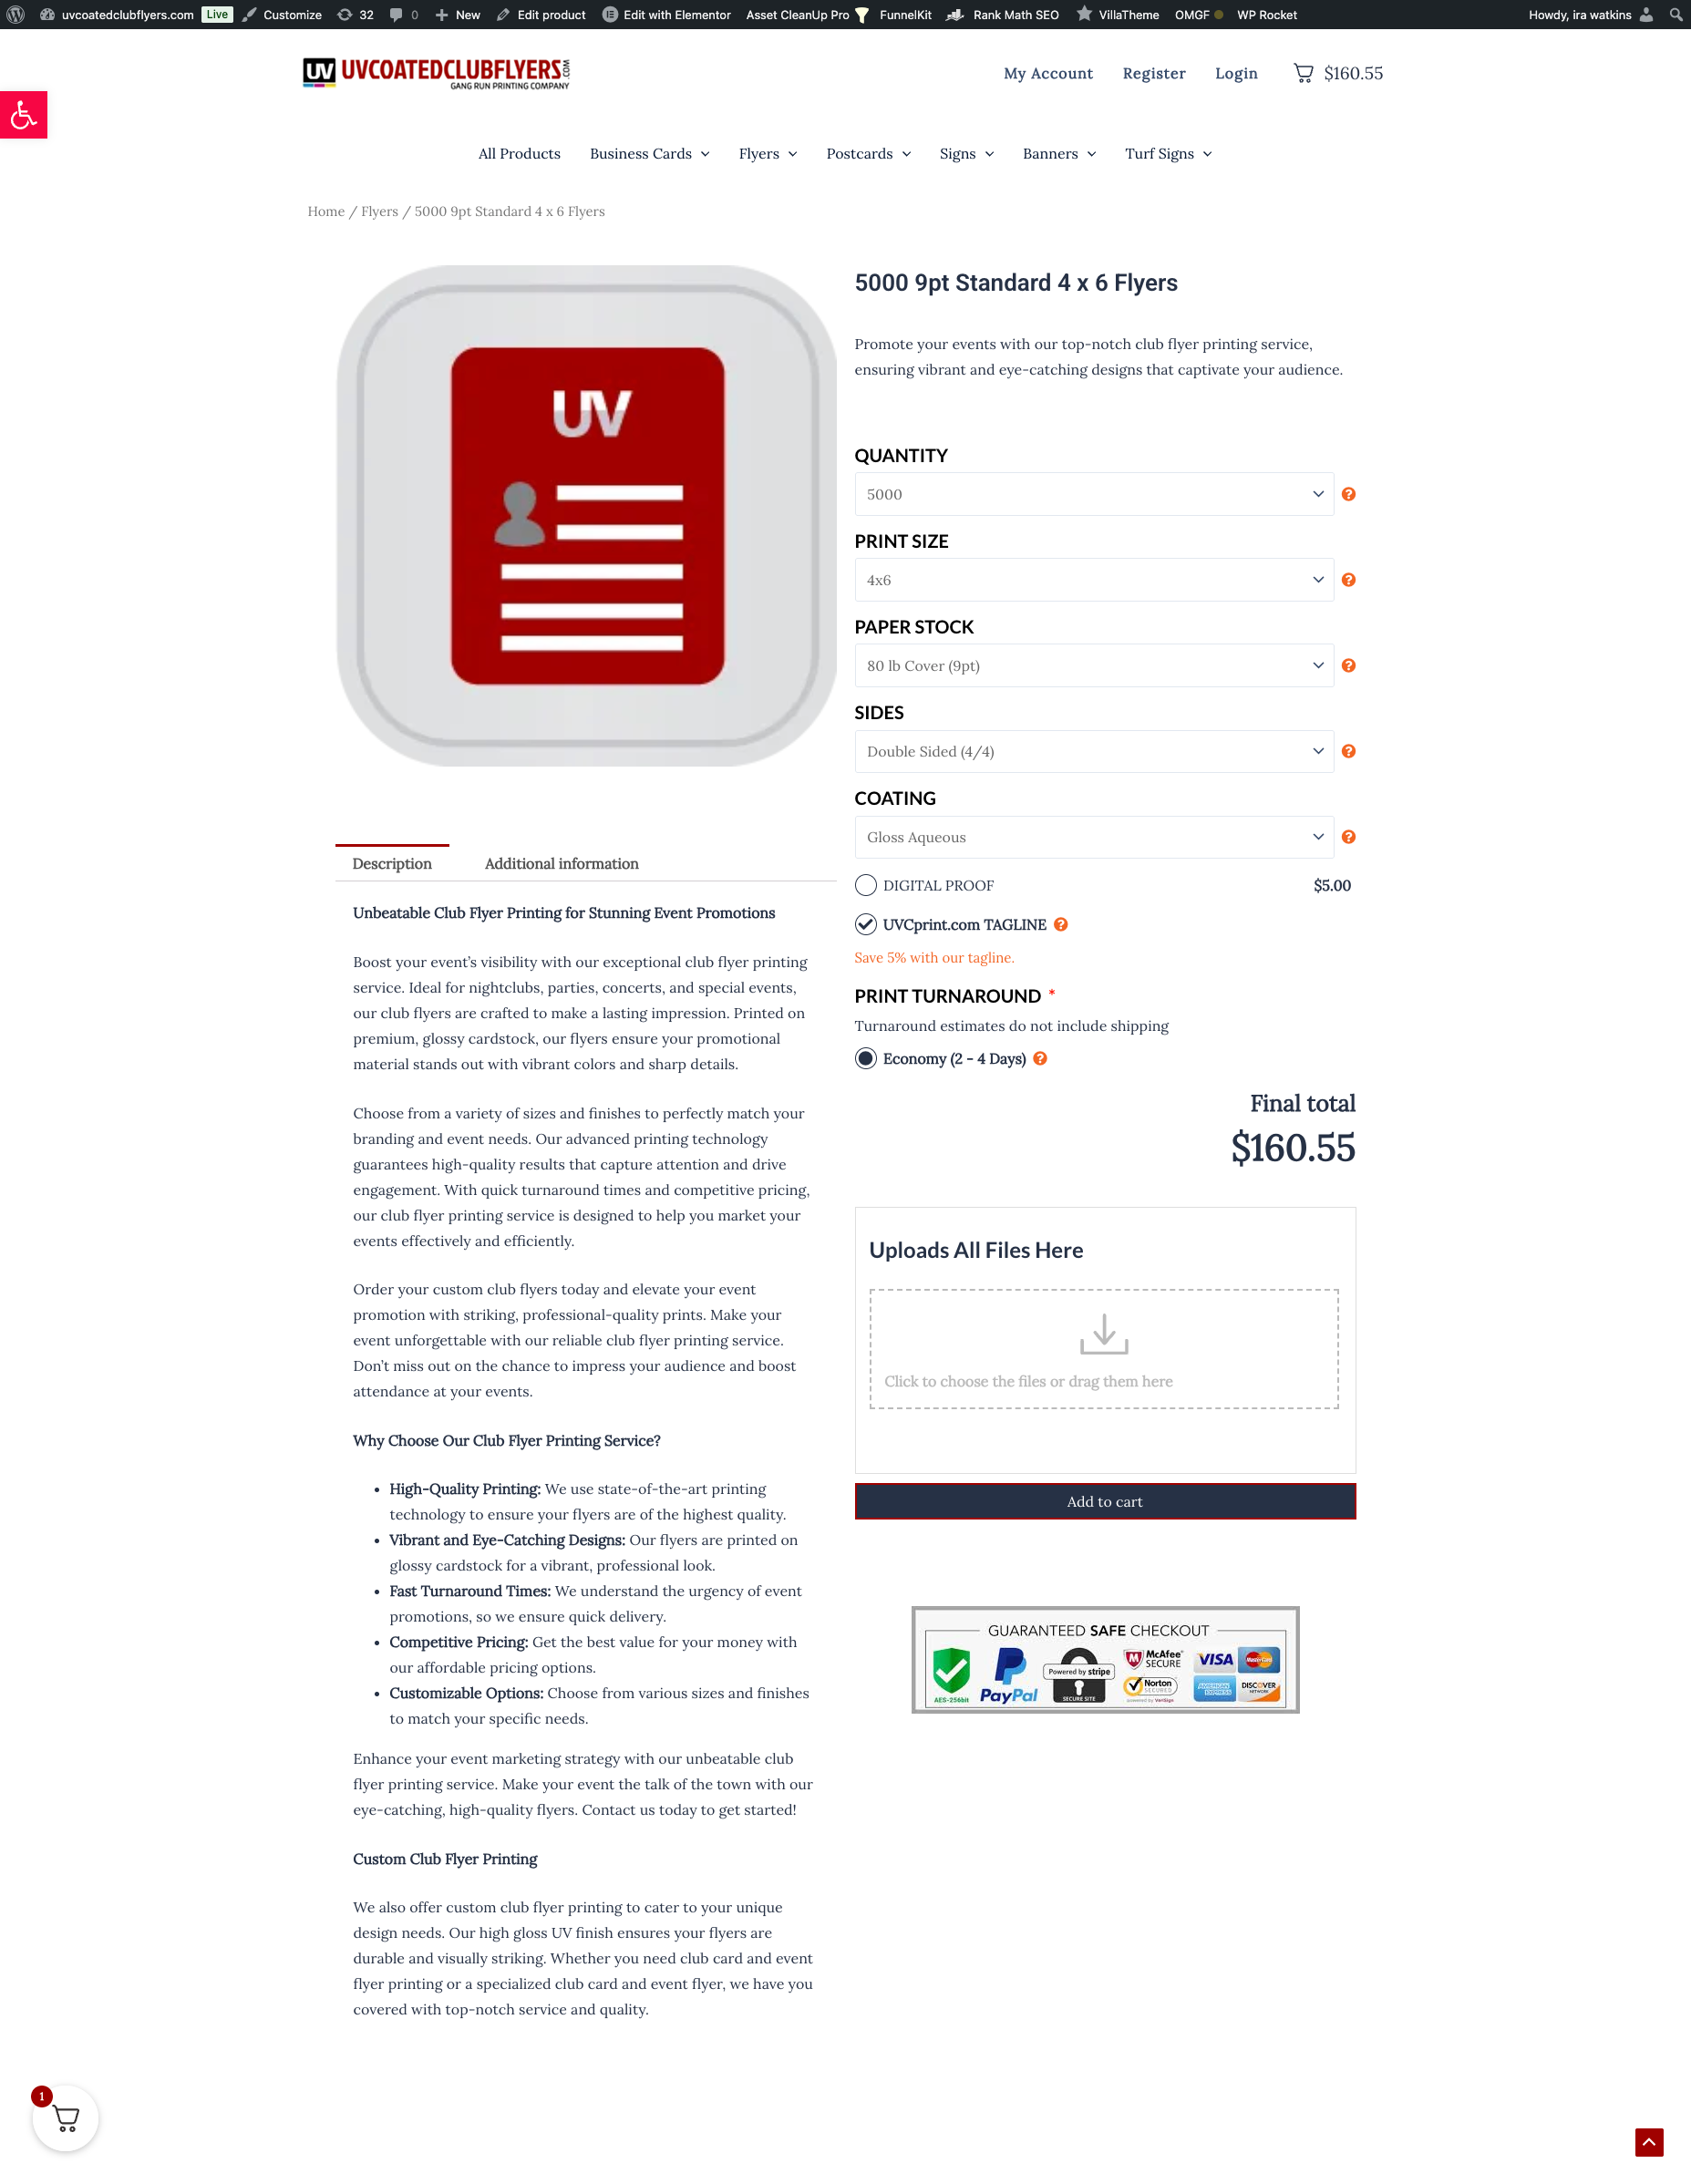 uvcoatedclubflyers.com Live Customize 32 0 New Edit product Edit with Elementor Asset CleanUp Pro FunnelKit Rank Math SEO VillaTheme OMGF WP Rocket Howdy, ira watkins
UV UVCOATEDCLUBFLYERS.COM
GANG RUN PRINTING COMPANY
My Account Register Login $160.55
All Products Business Cards Flyers Postcards Signs Banners Turf Signs
Home / Flyers / 5000 9pt Standard 4 x 6 Flyers
UV
5000 9pt Standard 4 x 6 Flyers
Promote your events with our top-notch club flyer printing service,
ensuring vibrant and eye-catching designs that captivate your audience.
QUANTITY
5000
PRINT SIZE
4x6
PAPER STOCK
80 lb Cover (9pt)
SIDES
Double Sided (4/4)
COATING
Gloss Aqueous
DIGITAL PROOF $5.00
UVCprint.com TAGLINE
Save 5% with our tagline.
PRINT TURNAROUND *
Turnaround estimates do not include shipping
Economy (2 - 4 Days)
Final total
$160.55
Uploads All Files Here
Click to choose the files or drag them here
Add to cart
GUARANTEED SAFE CHECKOUT
AES-256bit
PayPal
Powered by stripe
SECURE SITE
McAfee
SECURE
Norton
SECURED
powered by VeriSign
VISA
MasterCard
AMERICAN EXPRESS
DISCOVER
NETWORK
Description Additional information
Unbeatable Club Flyer Printing for Stunning Event Promotions
Boost your event’s visibility with our exceptional club flyer printing
service. Ideal for nightclubs, parties, concerts, and special events,
our club flyers are crafted to make a lasting impression. Printed on
premium, glossy cardstock, our flyers ensure your promotional
material stands out with vibrant colors and sharp details.
Choose from a variety of sizes and finishes to perfectly match your
branding and event needs. Our advanced printing technology
guarantees high-quality results that capture attention and drive
engagement. With quick turnaround times and competitive pricing,
our club flyer printing service is designed to help you market your
events effectively and efficiently.
Order your custom club flyers today and elevate your event
promotion with striking, professional-quality prints. Make your
event unforgettable with our reliable club flyer printing service.
Don’t miss out on the chance to impress your audience and boost
attendance at your events.
Why Choose Our Club Flyer Printing Service?
• High-Quality Printing: We use state-of-the-art printing
technology to ensure your flyers are of the highest quality.
• Vibrant and Eye-Catching Designs: Our flyers are printed on
glossy cardstock for a vibrant, professional look.
• Fast Turnaround Times: We understand the urgency of event
promotions, so we ensure quick delivery.
• Competitive Pricing: Get the best value for your money with
our affordable pricing options.
• Customizable Options: Choose from various sizes and finishes
to match your specific needs.
Enhance your event marketing strategy with our unbeatable club
flyer printing service. Make your event the talk of the town with our
eye-catching, high-quality flyers. Contact us today to get started!
Custom Club Flyer Printing
We also offer custom club flyer printing to cater to your unique
design needs. Our high gloss UV finish ensures your flyers are
durable and visually striking. Whether you need club card and event
flyer printing or a specialized club card and event flyer, we have you
covered with top-notch service and quality.
1